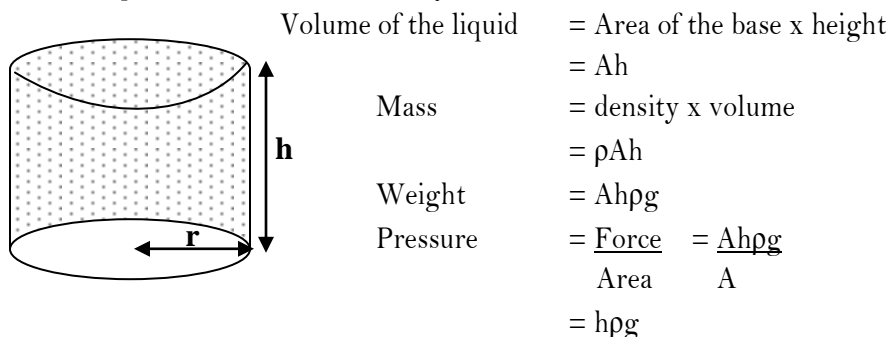 Volume of the liquid = Area of the base x height
= Ah
Mass = density x volume
= ρAh
h
Weight = Ahρg
r
Pressure = Force = Ahρg
Area A
= hρg